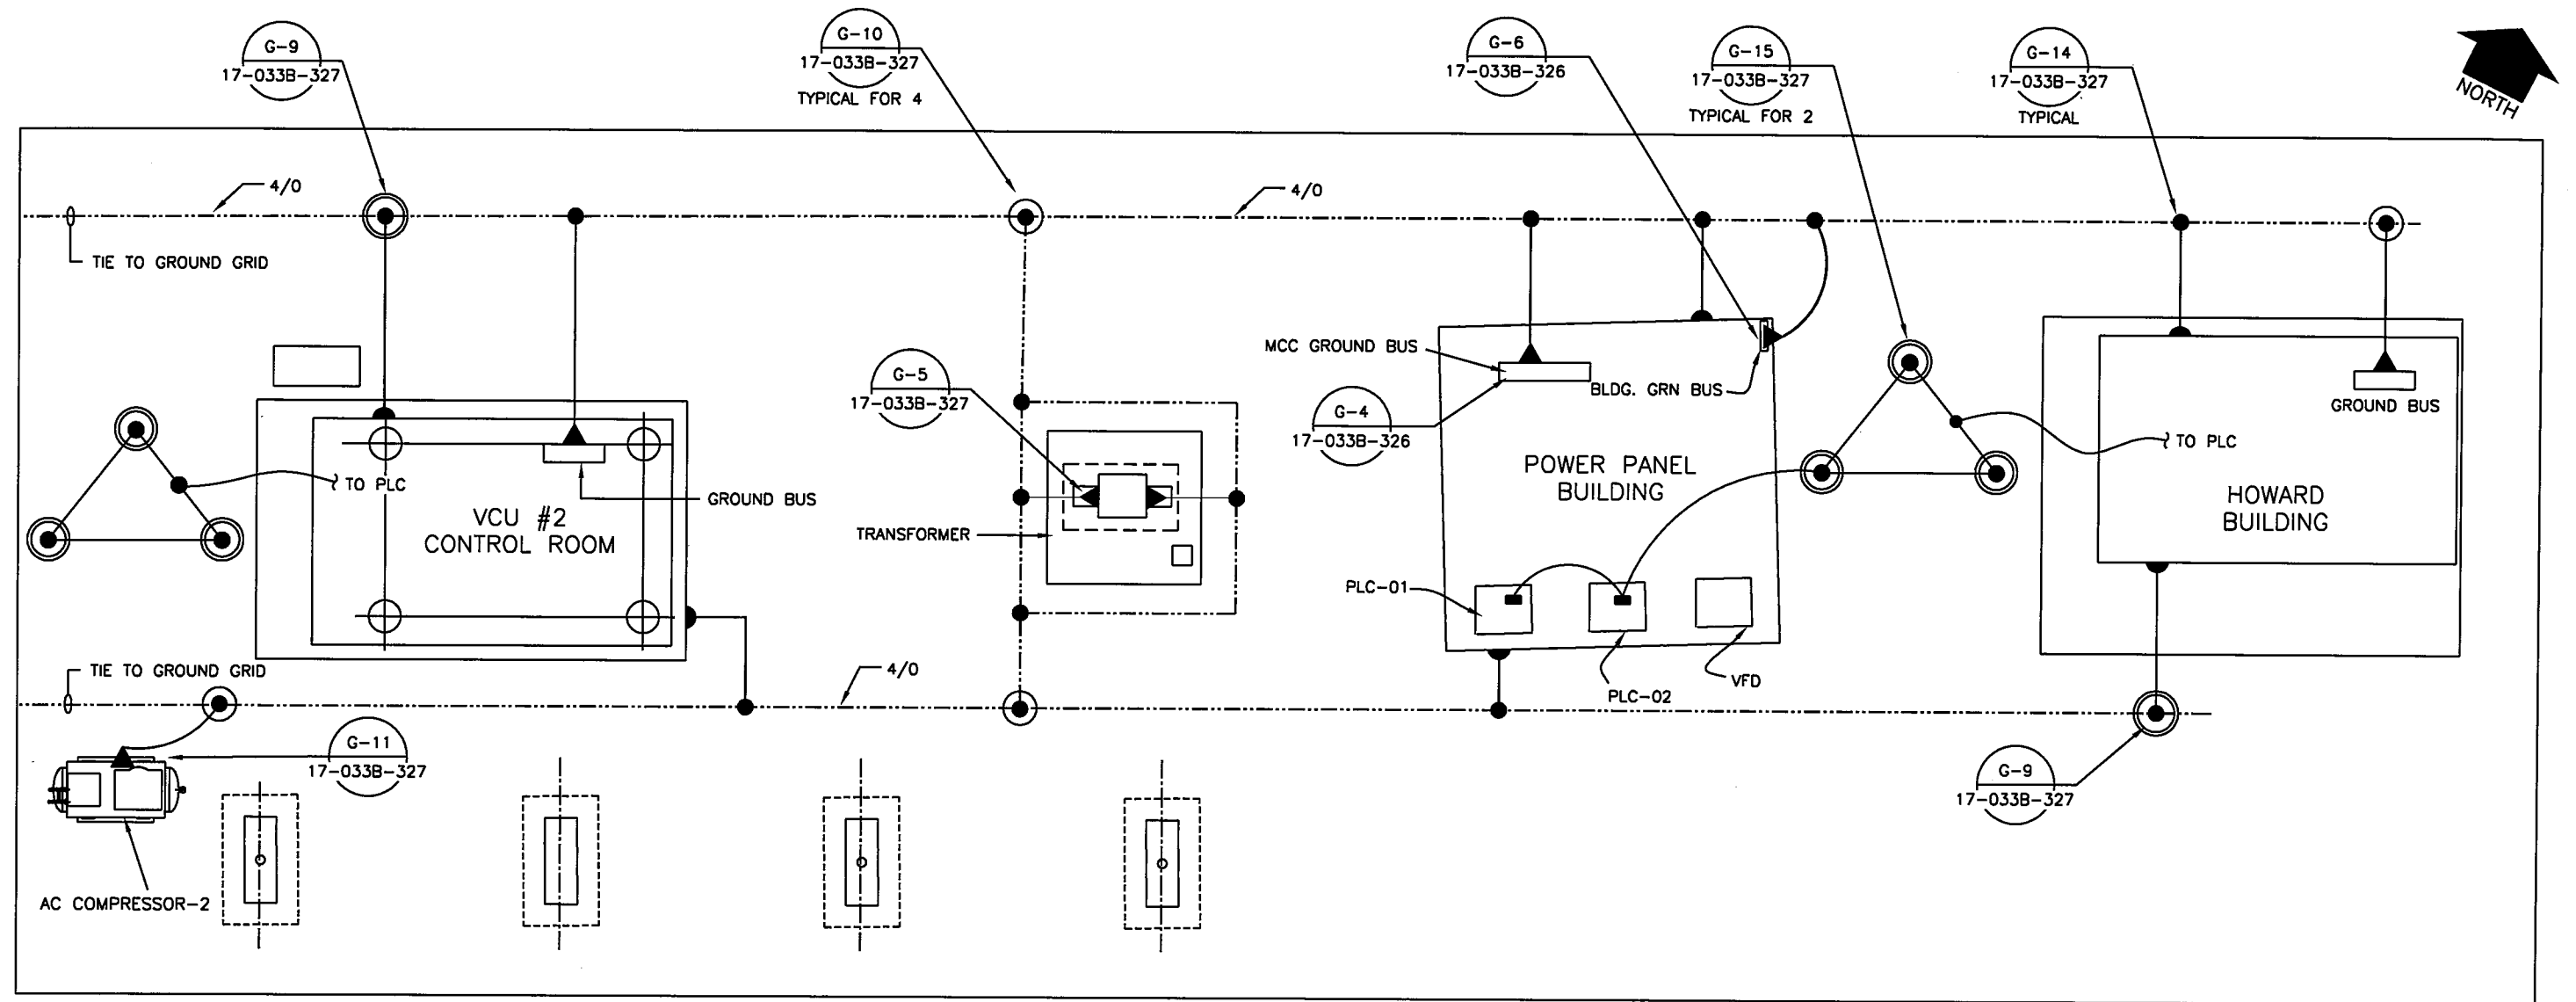 G-9
17-033B-327
G-10
17-033B-327
TYPICAL FOR 4
G-6
17-033B-326
G-15
17-033B-327
TYPICAL FOR 2
G-14
17-033B-327
TYPICAL
NORTH
4/0
4/0
TIE TO GROUND GRID
MCC GROUND BUS
BLDG. GRN BUS
G-5
17-033B-327
G-4
17-033B-326
GROUND BUS
TO PLC
TO PLC
GROUND BUS
VCU #2
CONTROL ROOM
TRANSFORMER
POWER PANEL
BUILDING
HOWARD
BUILDING
PLC-01
PLC-02
VFD
TIE TO GROUND GRID
4/0
G-11
17-033B-327
G-9
17-033B-327
AC COMPRESSOR-2